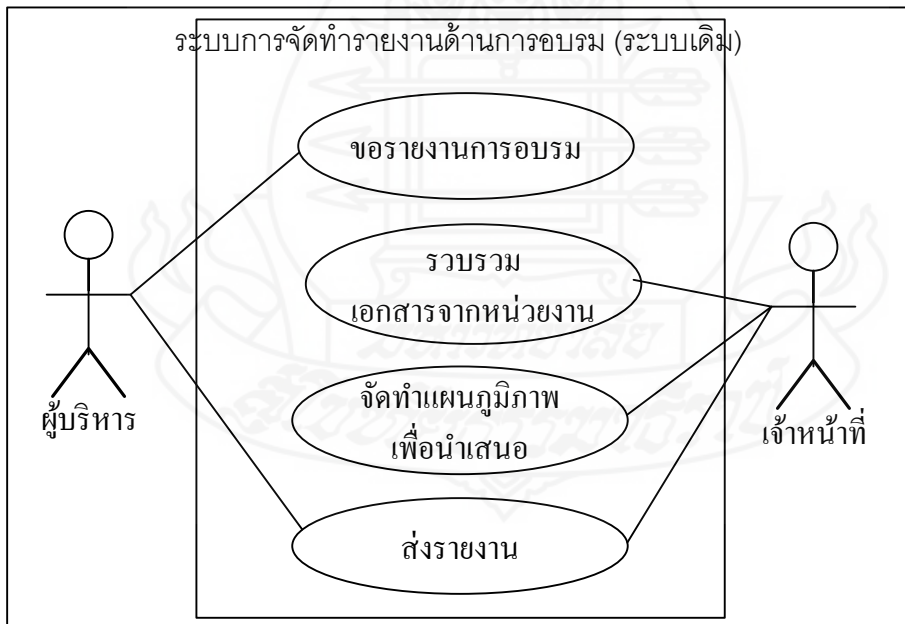 ระบบการจัดทำรายงานด้านการอบรม (ระบบเดิม)
ขอรายงานการอบรม
รวบรวม
เอกสารจากหน่วยงาน
จัดทำแผนภูมิภาพ
เพื่อนำเสนอ
ส่งรายงาน
ผู้บริหาร
เจ้าหน้าที่